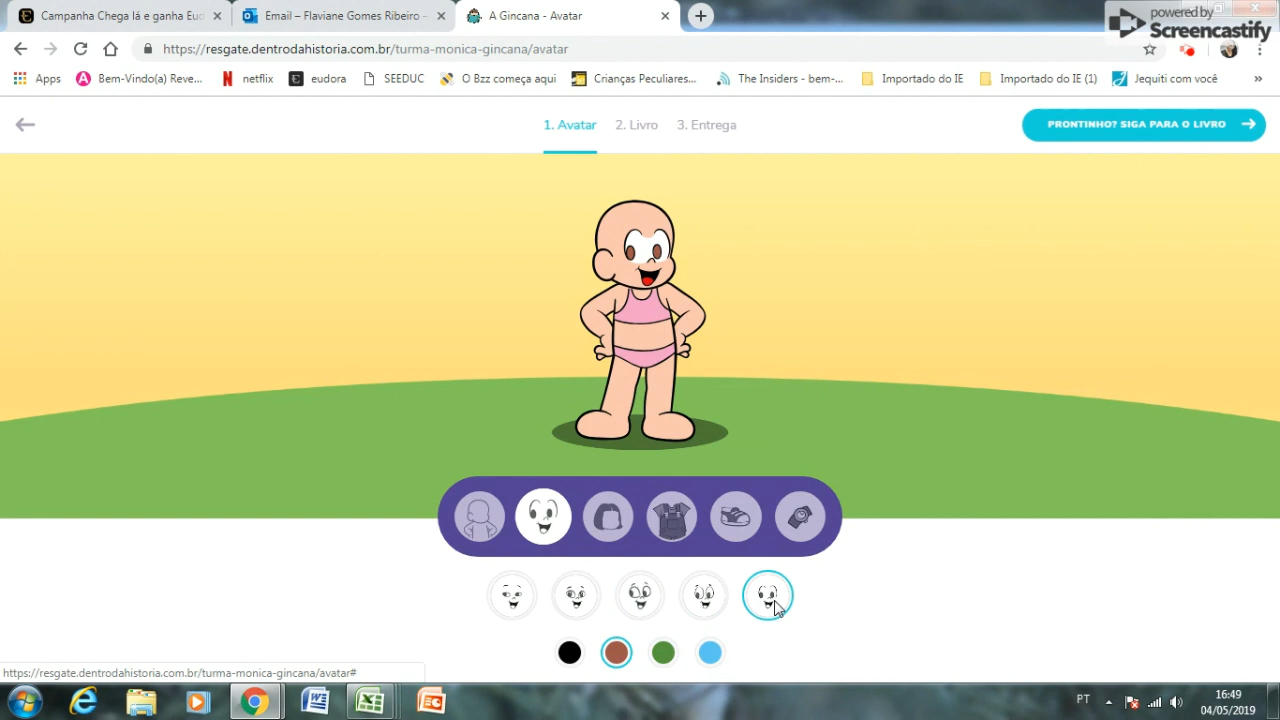 Campanha Chega lá e ganha Eud
Email – Flaviane Gomes Ribeiro –
A Gincana - Avatar
powered by
Screencastify
https://resgate.dentrodahistoria.com.br/turma-monica-gincana/avatar
Apps
Bem-Vindo(a) Reve...
netflix
eudora
SEEDUC
O Bzz começa aqui
Crianças Peculiares...
The Insiders - bem-...
Importado do IE
Importado do IE (1)
Jequiti com você
»
1. Avatar
2. Livro
3. Entrega
PRONTINHO? SIGA PARA O LIVRO
https://resgate.dentrodahistoria.com.br/turma-monica-gincana/avatar#
PT
16:49
04/05/2019